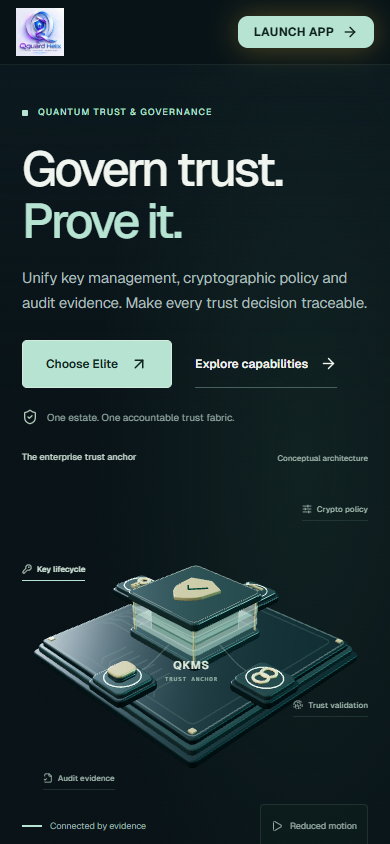 Qguard Helix
LAUNCH APP
QUANTUM TRUST & GOVERNANCE
Govern trust.
Prove it.
Unify key management, cryptographic policy and
audit evidence. Make every trust decision traceable.
Choose Elite
Explore capabilities
One estate. One accountable trust fabric.
The enterprise trust anchor
Conceptual architecture
Crypto policy
Key lifecycle
QKMS
TRUST ANCHOR
Trust validation
Audit evidence
Connected by evidence
Reduced motion